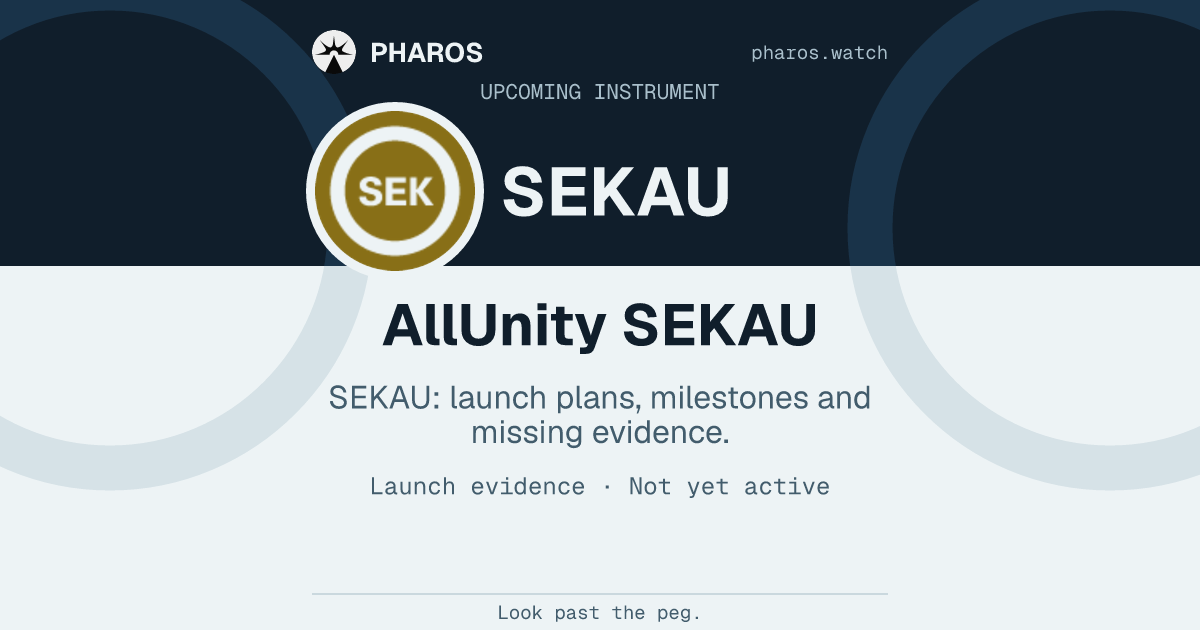 PHAROS
pharos.watch
UPCOMING INSTRUMENT
SEK
SEKAU
AllUnity SEKAU
SEKAU: launch plans, milestones and
missing evidence.
Launch evidence · Not yet active
Look past the peg.